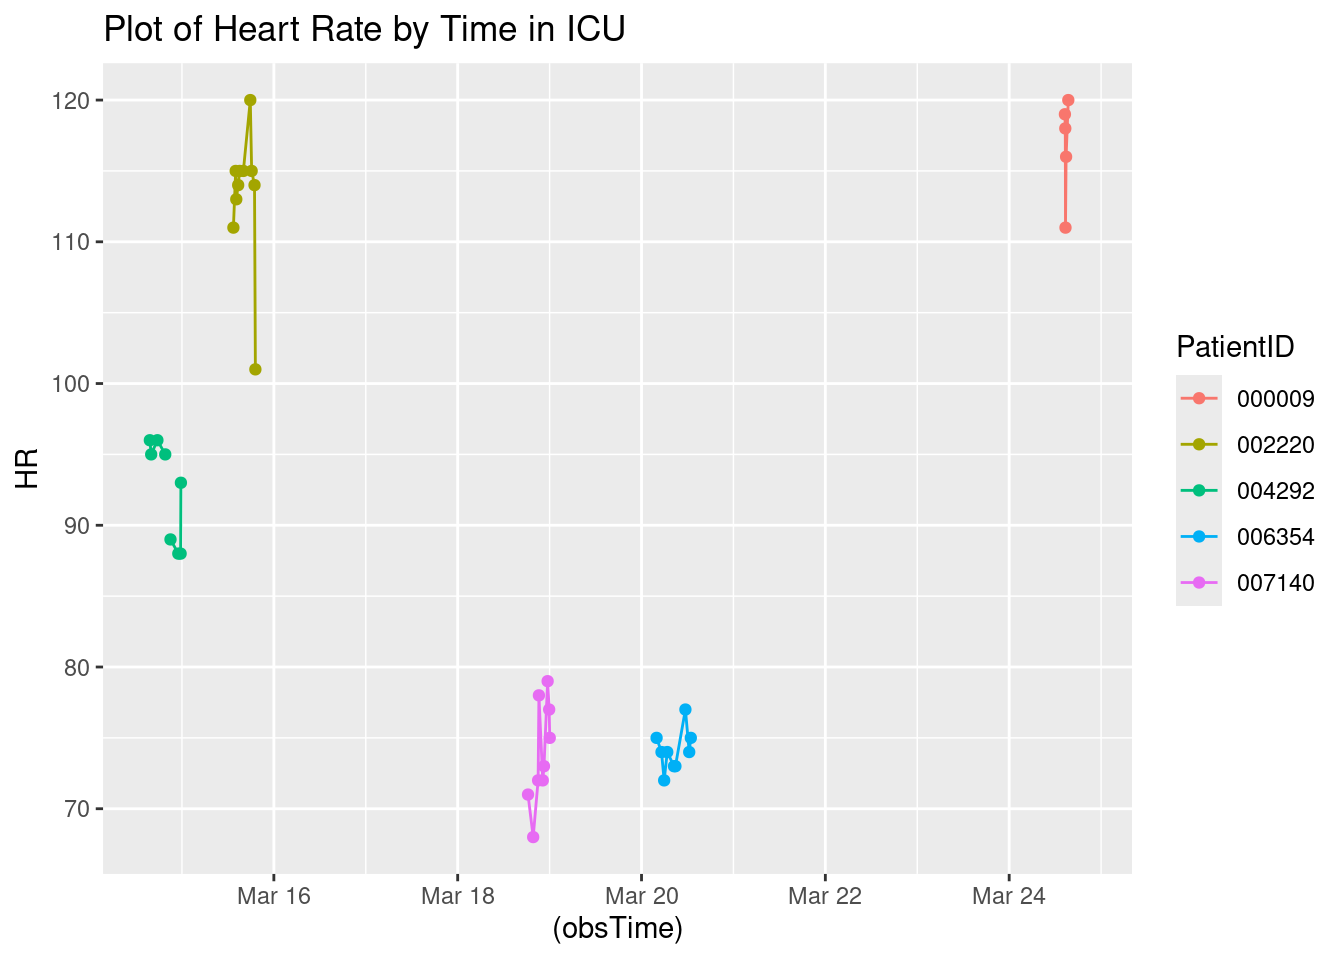 Plot of Heart Rate by Time in ICU
120
110
100
90
80
70
HR
Mar 16
Mar 18
Mar 20
Mar 22
Mar 24
(obsTime)
PatientID
000009
002220
004292
006354
007140